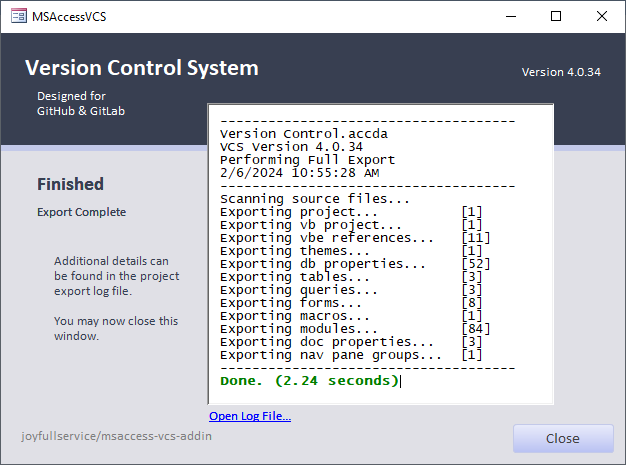 MSAccessVCS
Version Control System
Version 4.0.34
Designed for
GitHub & GitLab
Finished
Export Complete
Additional details can
be found in the project
export log file.
You may now close this
window.
----------------------------------------
Version Control.accda
VCS Version 4.0.34
Performing Full Export
2/6/2024 10:55:28 AM
----------------------------------------
Scanning source files...
Exporting project... [1]
Exporting vb project... [1]
Exporting vbe references... [11]
Exporting themes... [1]
Exporting db properties... [52]
Exporting tables... [3]
Exporting queries... [3]
Exporting forms... [8]
Exporting macros... [1]
Exporting modules... [84]
Exporting doc properties... [3]
Exporting nav pane groups... [1]
----------------------------------------
Done. (2.24 seconds)
Open Log File...
joyfullservice/msaccess-vcs-addin
Close